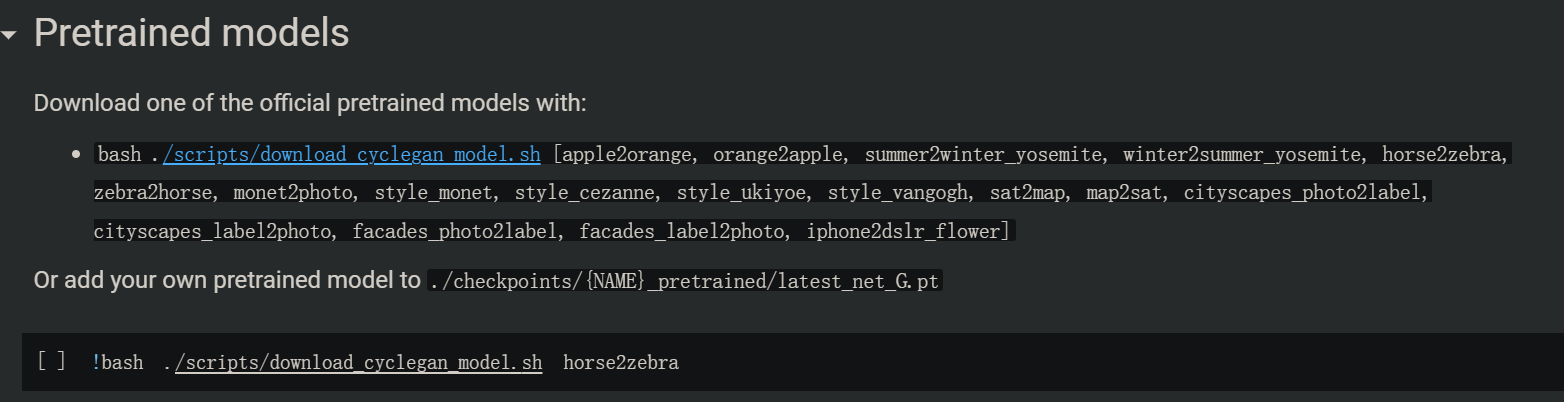 Pretrained models
Download one of the official pretrained models with:
bash ./scripts/download_cyclegan_model.sh [apple2orange, orange2apple, summer2winter_yosemite, winter2summer_yosemite, horse2zebra,
zebra2horse, monet2photo, style_monet, style_cezanne, style_ukiyoe, style_vangogh, sat2map, map2sat, cityscapes_photo2label,
cityscapes_label2photo, facades_photo2label, facades_label2photo, iphone2dslr_flower]
Or add your own pretrained model to ./checkpoints/{NAME}_pretrained/latest_net_G.pt
[ ] !bash ./scripts/download_cyclegan_model.sh horse2zebra